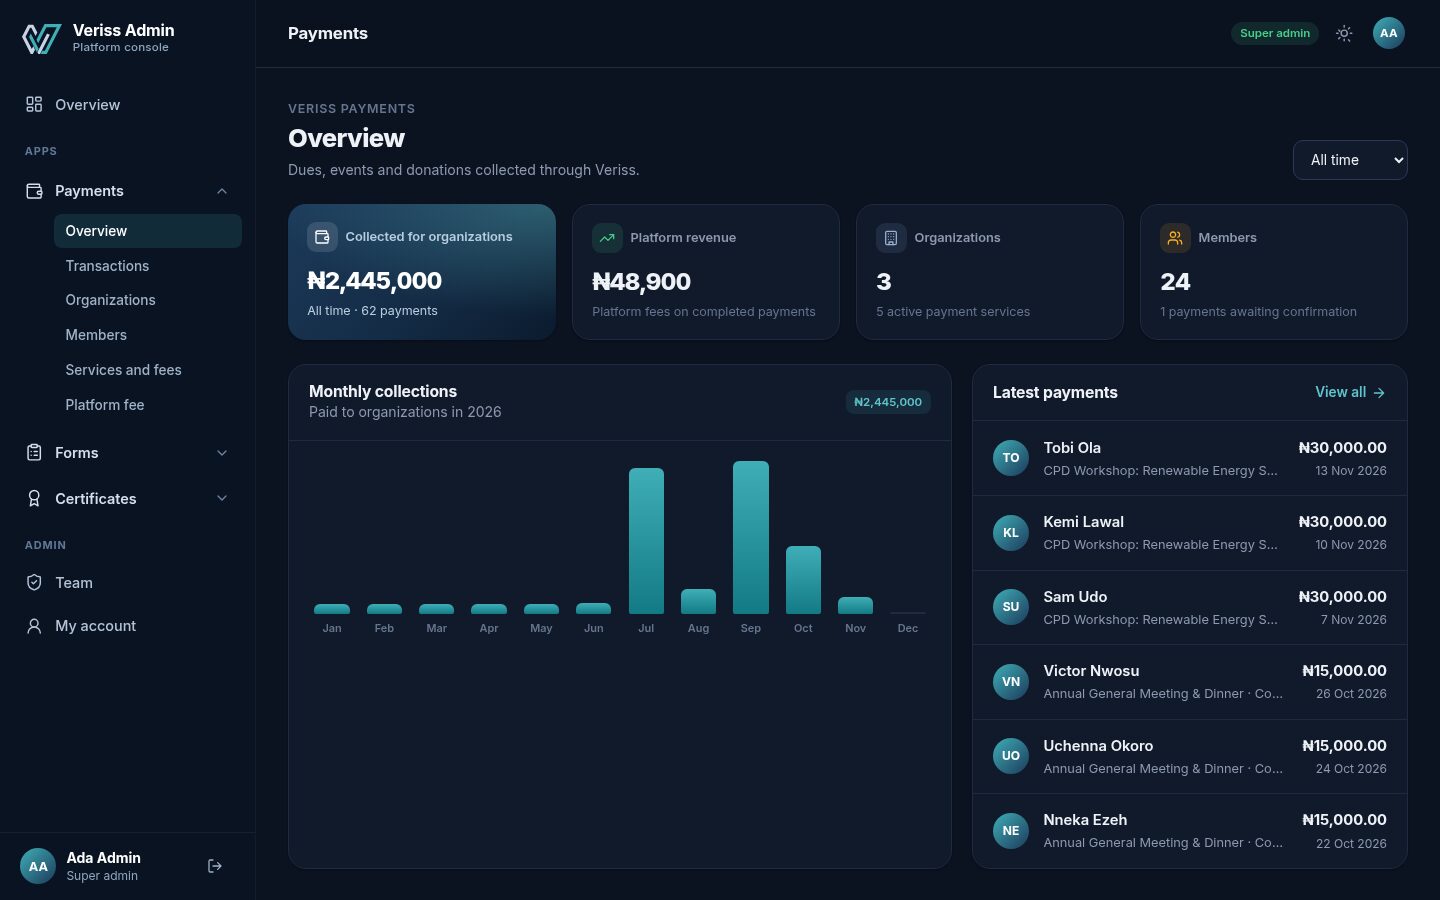 Veriss Admin
Platform console
Overview
APPS
Payments
Overview
Transactions
Organizations
Members
Services and fees
Platform fee
Forms
Certificates
ADMIN
Team
My account
AA
Ada Admin
Super admin
Payments
Super admin
AA
VERISS PAYMENTS
Overview
Dues, events and donations collected through Veriss.
All time
Collected for organizations
₦2,445,000
All time · 62 payments
Platform revenue
₦48,900
Platform fees on completed payments
Organizations
3
5 active payment services
Members
24
1 payments awaiting confirmation
Monthly collections
Paid to organizations in 2026
₦2,445,000
Jan Feb Mar Apr May Jun Jul Aug Sep Oct Nov Dec
Latest payments
View all →
TO
Tobi Ola ₦30,000.00
CPD Workshop: Renewable Energy S... 13 Nov 2026
KL
Kemi Lawal ₦30,000.00
CPD Workshop: Renewable Energy S... 10 Nov 2026
SU
Sam Udo ₦30,000.00
CPD Workshop: Renewable Energy S... 7 Nov 2026
VN
Victor Nwosu ₦15,000.00
Annual General Meeting & Dinner · Co... 26 Oct 2026
UO
Uchenna Okoro ₦15,000.00
Annual General Meeting & Dinner · Co... 24 Oct 2026
NE
Nneka Ezeh ₦15,000.00
Annual General Meeting & Dinner · Co... 22 Oct 2026